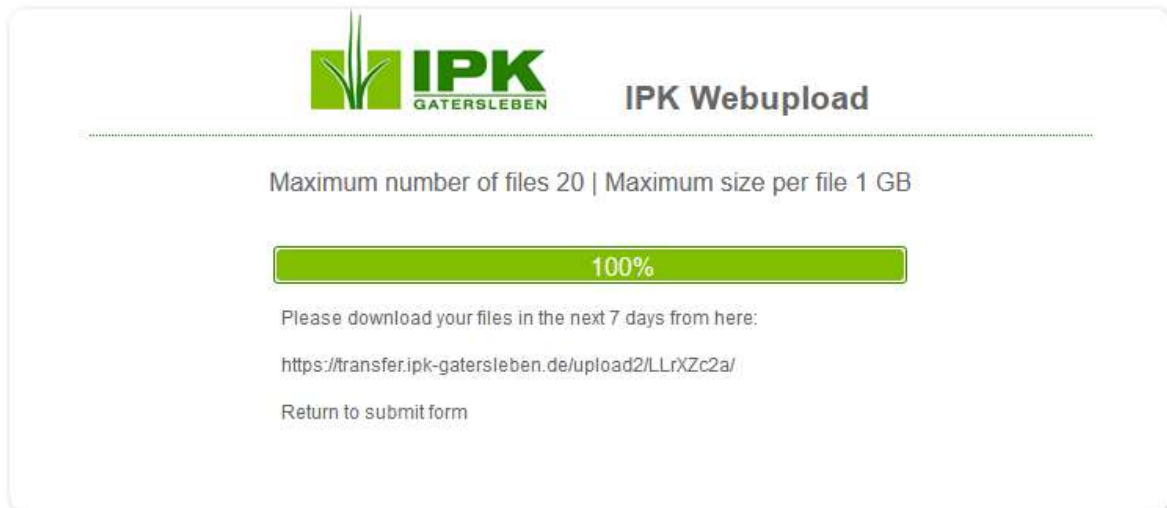 IPK
GATERSLEBEN
IPK Webupload
Maximum number of files 20 | Maximum size per file 1 GB
100%
Please download your files in the next 7 days from here:
https://transfer.ipk-gatersleben.de/upload2/LLrXZc2a/
Return to submit form